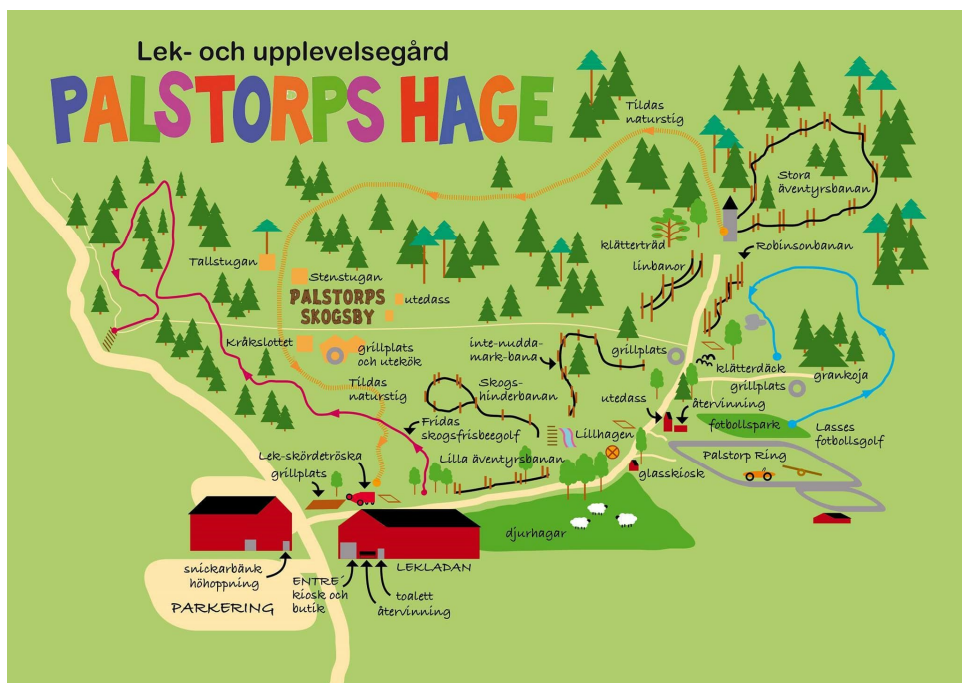 Lek- och upplevelsegård
PALSTORPS HAGE
Tildas
naturstig
Stora
äventyrsbanan
klätterträd
Robinsonbanan
linbanor
Tallstugan
Stenstugan
PALSTORPS
SKOGSBY
utedass
Kråkslottet
grillplats
och utekök
inte-nudda-
mark-bana
grillplats
klätterdäck
grillplats
grankoja
Tildas
naturstig
Skogs-
hinderbanan
utedass
återvinning
fotbollspark
Lasses
fotbollsgolf
Fridas
skogsfrisbeegolf
Lillhagen
Palstorp Ring
Lek-skördetröska
grillplats
Lilla äventyrsbanan
glasskiosk
djurhagar
snickarbänk
höhoppning
PARKERING
ENTRE´
kiosk och
butik
LEKLADAN
toalett
återvinning